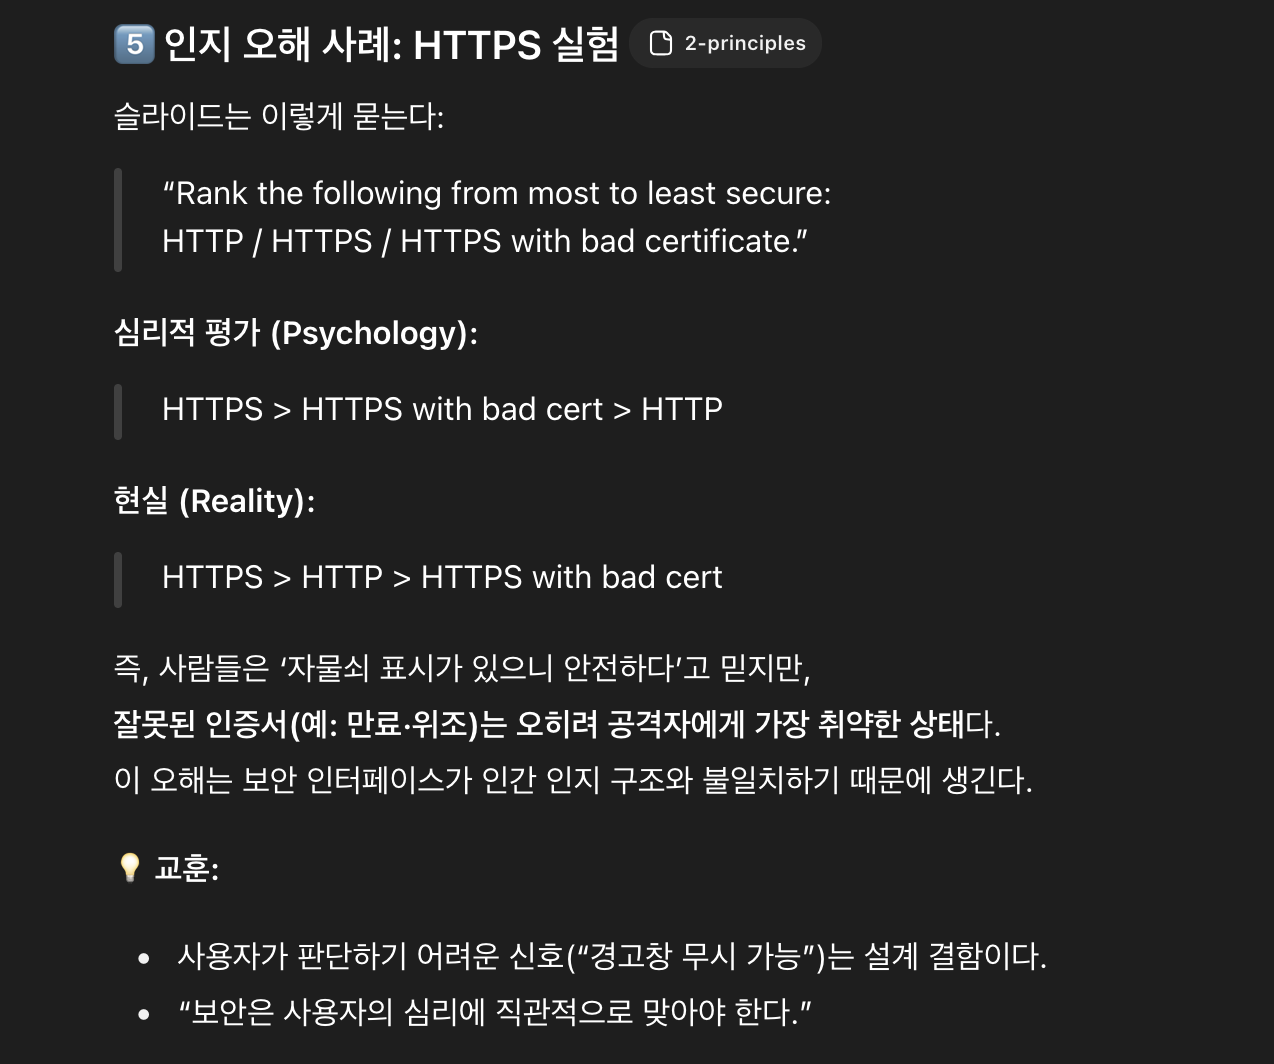 5️⃣ 인지 오해 사례: HTTPS 실험 2-principles
슬라이드는 이렇게 묻는다:
“Rank the following from most to least secure:
HTTP / HTTPS / HTTPS with bad certificate.”
심리적 평가 (Psychology):
HTTPS > HTTPS with bad cert > HTTP
현실 (Reality):
HTTPS > HTTP > HTTPS with bad cert
즉, 사람들은 ‘자물쇠 표시가 있으니 안전하다’고 믿지만,
잘못된 인증서(예: 만료·위조)는 오히려 공격자에게 가장 취약한 상태다.
이 오해는 보안 인터페이스가 인간 인지 구조와 불일치하기 때문에 생긴다.
💡 교훈:
• 사용자가 판단하기 어려운 신호(“경고창 무시 가능”)는 설계 결함이다.
• “보안은 사용자의 심리에 직관적으로 맞아야 한다.”